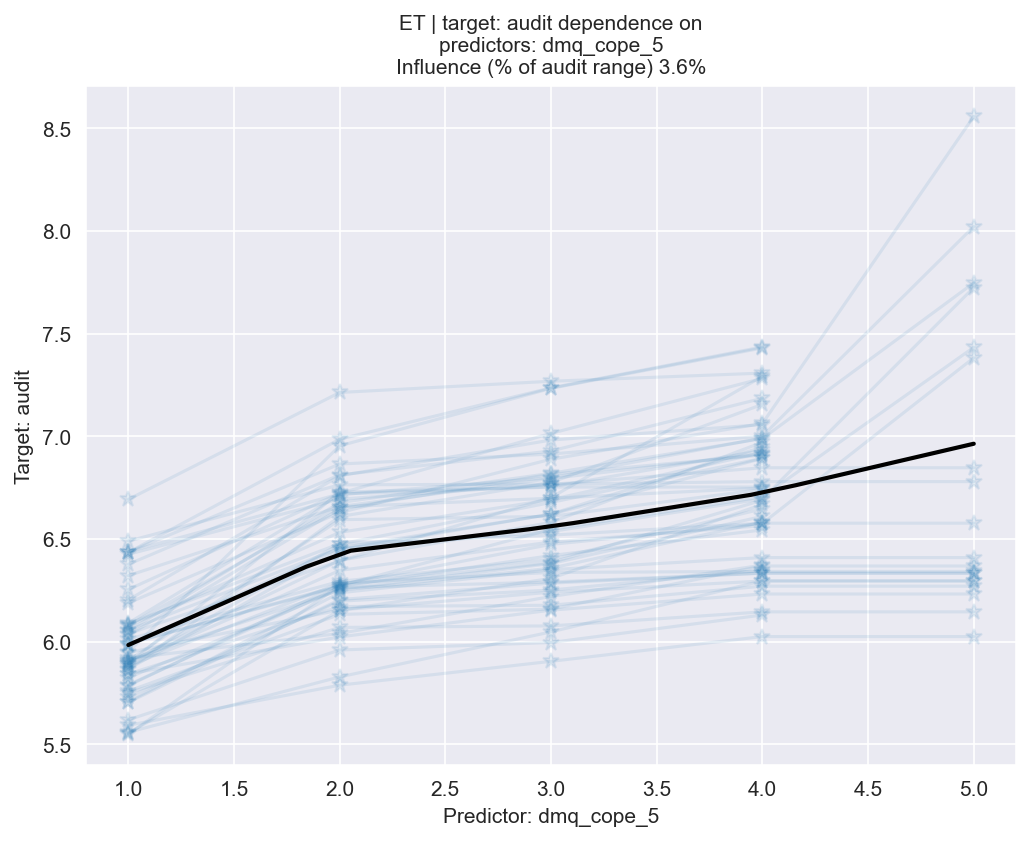 ET | target: audit dependence on
predictors: dmq_cope_5
Influence (% of audit range) 3.6%
8.5
8.0
7.5
7.0
6.5
6.0
5.5
Target: audit
1.0 1.5 2.0 2.5 3.0 3.5 4.0 4.5 5.0
Predictor: dmq_cope_5